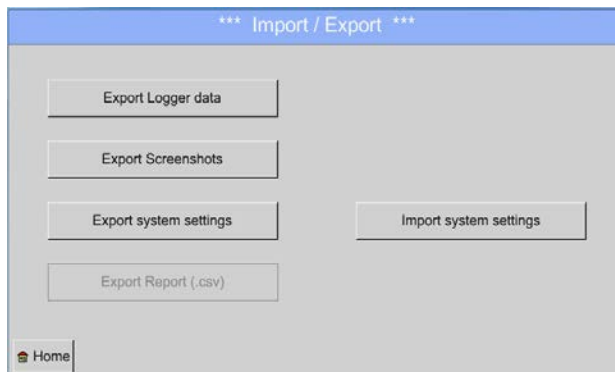 *** Import / Export ***
Export Logger data
Export Screenshots
Export system settings
Import system settings
Export Report (.csv)
Home